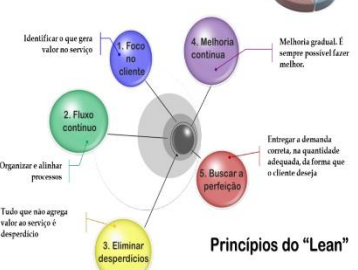 Identificar o que gera
valor no serviço
1. Foco
no
cliente
4. Melhoria
contínua
Melhoria gradual. É
sempre possível fazer
melhor.
2. Fluxo
contínuo
Organizar e alinhar
processos
5. Buscar a
perfeição
Entregar a demanda
correta, na quantidade
adequada, da forma que
o cliente deseja
Tudo que não agrega
valor ao serviço é
desperdício
3. Eliminar
desperdícios
Princípios do “Lean”